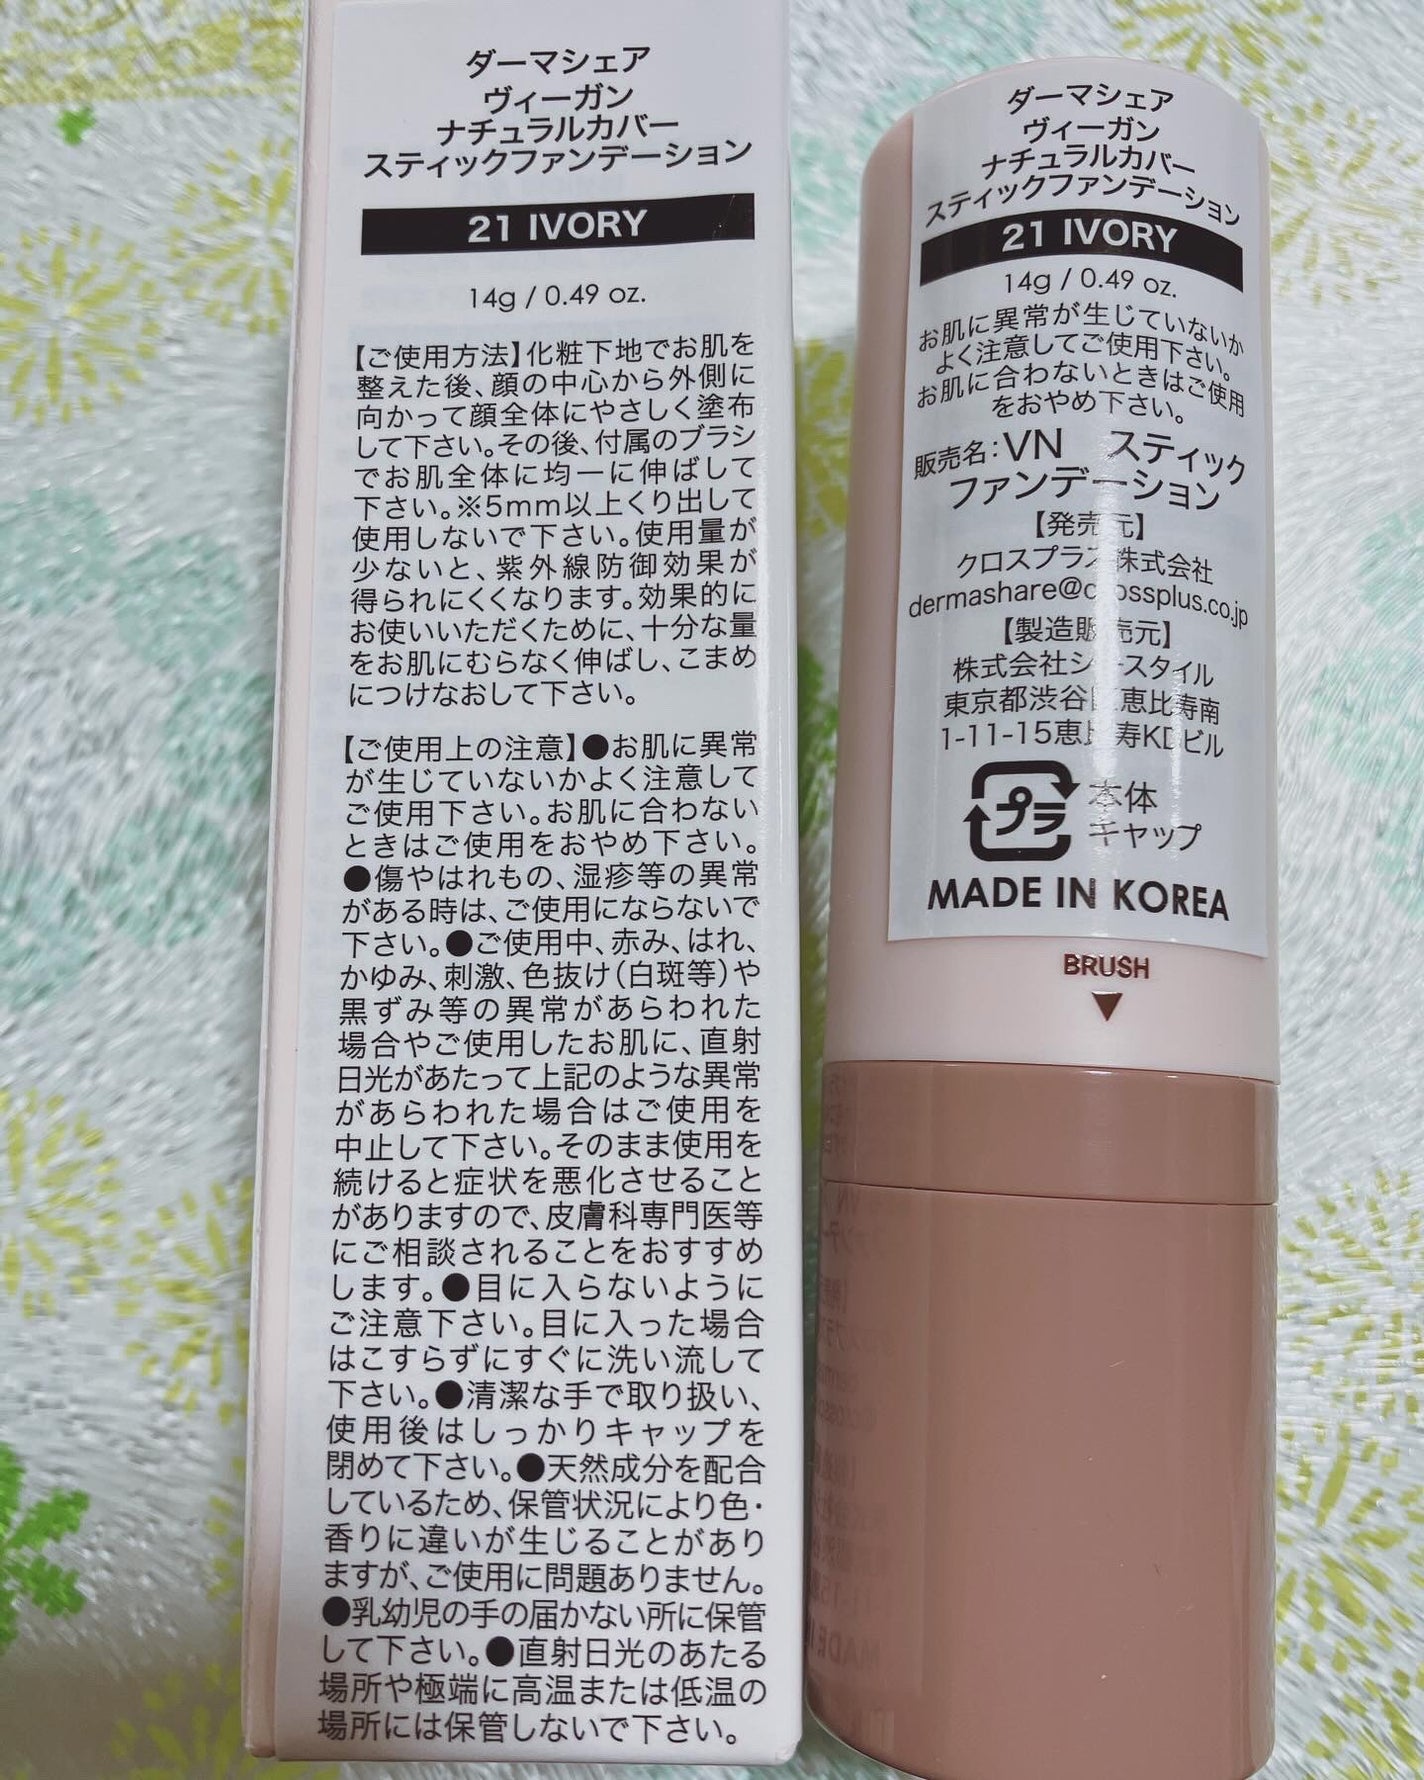 ダーマシェア
ヴィーガン
ナチュラルカバー
スティックファンデーション
21 IVORY
14g / 0.49 oz.
【ご使用方法】化粧下地でお肌を
整えた後、顔の中心から外側に
向かって顔全体にやさしく塗布
して下さい。その後、付属のブラシ
でお肌全体に均一に伸ばして
下さい。※5mm以上くり出して
使用しないで下さい。使用量が
少ないと、紫外線防御効果が
得られにくくなります。効果的に
お使いいただくために、十分な量
をお肌にむらなく伸ばし、こまめ
につけなおして下さい。
【ご使用上の注意】●お肌に異常
が生じていないかよく注意して
ご使用下さい。お肌に合わない
ときはご使用をおやめ下さい。
●傷やはれもの、湿疹等の異常
がある時は、ご使用にならないで
下さい。●ご使用中、赤み、はれ、
かゆみ、刺激、色抜け（白斑等）や
黒ずみ等の異常があらわれた
場合やご使用したお肌に、直射
日光があたって上記のような異常
があらわれた場合はご使用を
中止して下さい。そのまま使用を
続けると症状を悪化させること
がありますので、皮膚科専門医等
にご相談されることをおすすめ
します。●目に入らないように
ご注意下さい。目に入った場合
はこすらずにすぐに洗い流して
下さい。●清潔な手で取り扱い、
使用後はしっかりキャップを
閉めて下さい。●天然成分を配合
しているため、保管状況により色・
香りに違いが生じることがあり
ますが、ご使用に問題ありません。
●乳幼児の手の届かない所に保管
して下さい。●直射日光のあたる
場所や極端に高温または低温の
場所には保管しないで下さい。
ダーマシェア
ヴィーガン
ナチュラルカバー
スティックファンデーション
21 IVORY
14g / 0.49 oz.
お肌に異常が生じていないか
よく注意してご使用下さい。
お肌に合わないときはご使用
をおやめ下さい。
販売名：VN スティック
ファンデーション
【発売元】
クロスプラス株式会社
dermashare@crossplus.co.jp
【製造販売元】
株式会社シースタイル
東京都渋谷区恵比寿南
1-11-15恵比寿KDビル
プラ 本体
キャップ
MADE IN KOREA
BRUSH